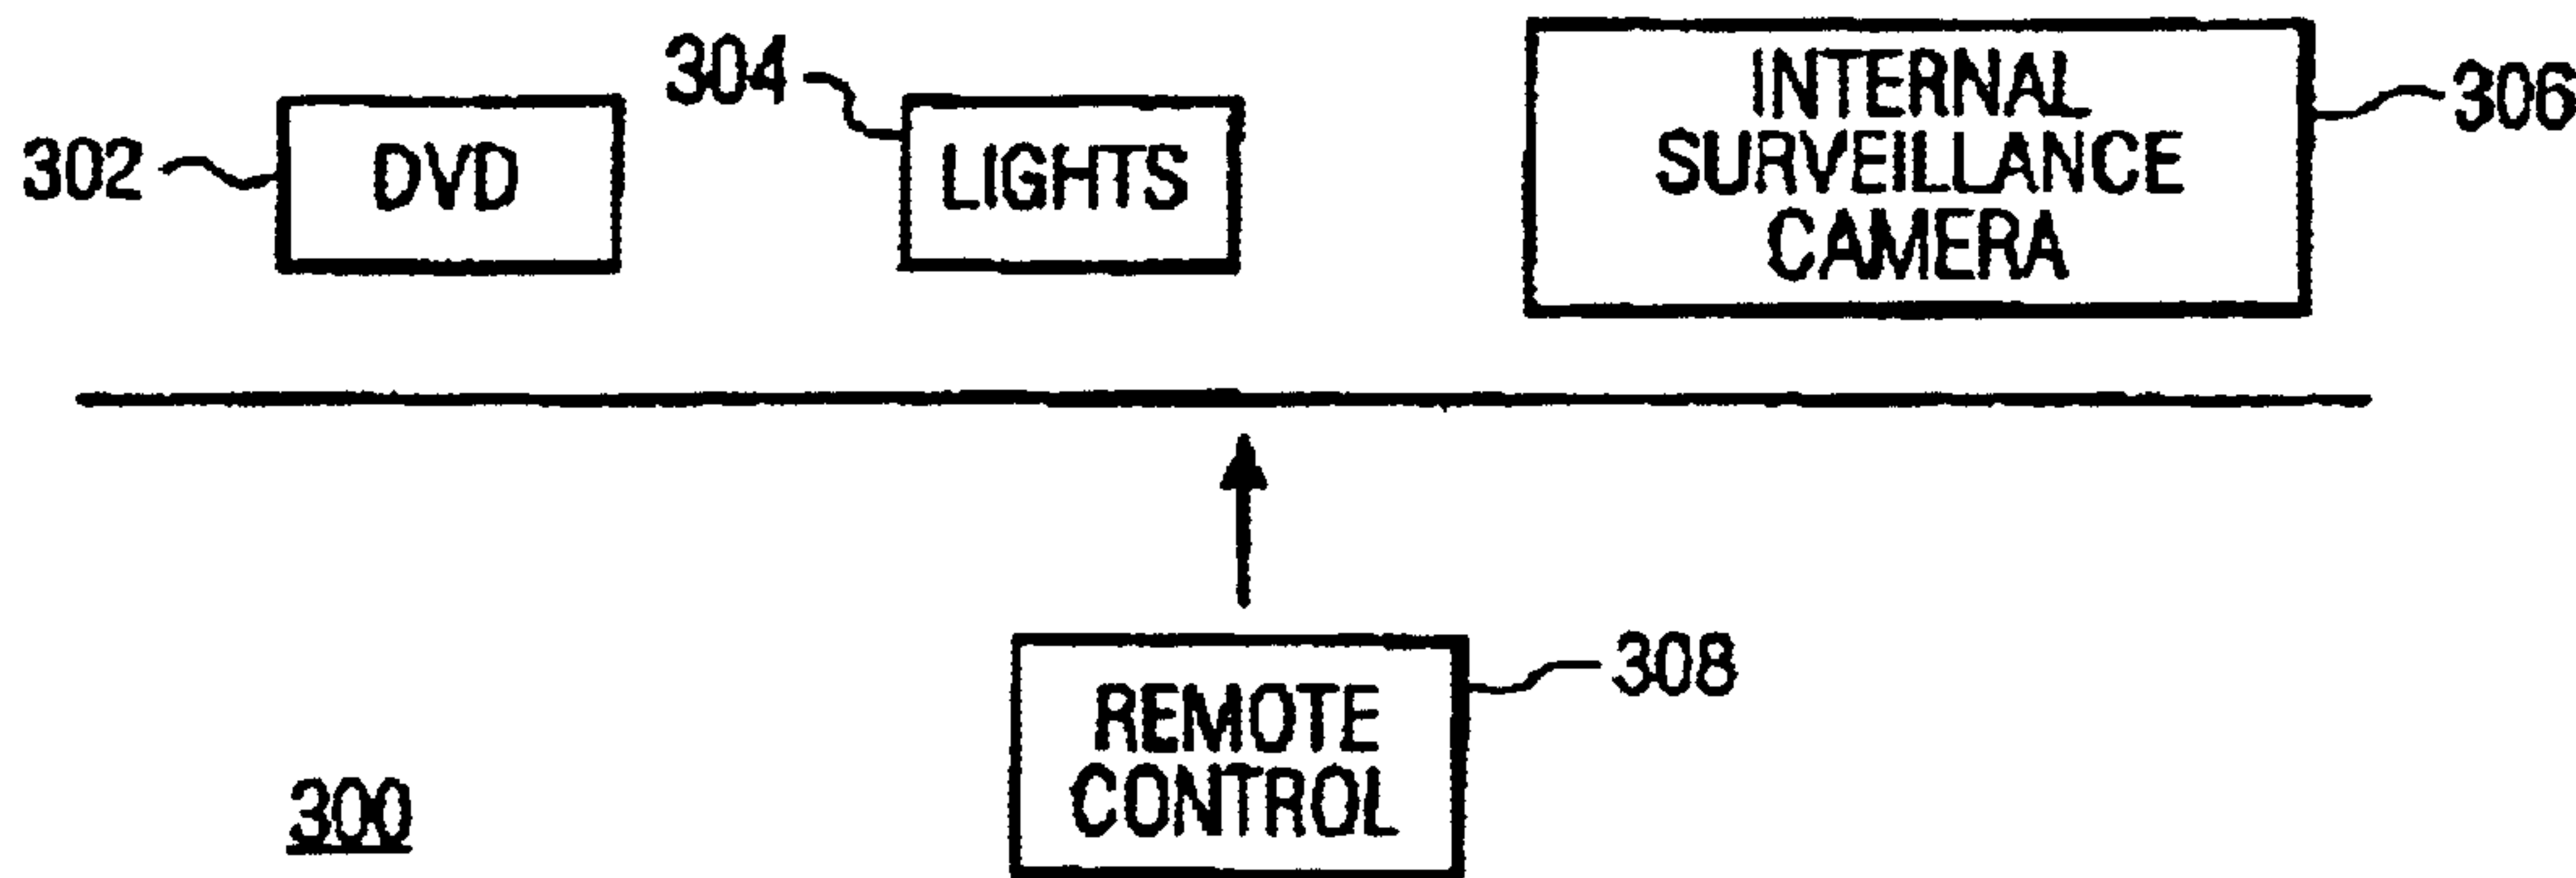 302
DVD
304
LIGHTS
INTERNAL
SURVEILLANCE
CAMERA
306
REMOTE
CONTROL
308
300